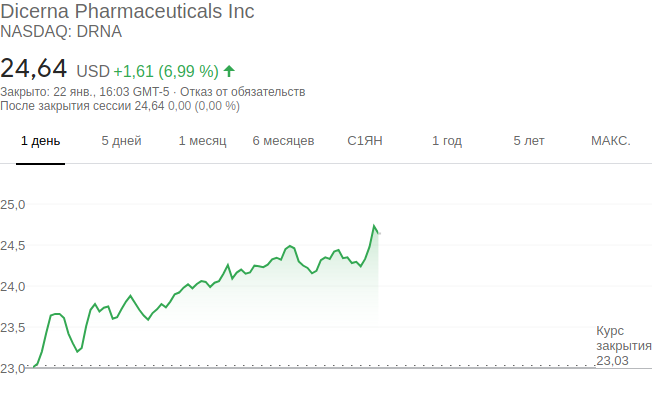 Dicerna Pharmaceuticals Inc
NASDAQ: DRNA
24,64 USD +1,61 (6,99 %)
Закрыто: 22 янв., 16:03 GMT-5 · Отказ от обязательств
После закрытия сессии 24,64 0,00 (0,00 %)
1 день 5 дней 1 месяц 6 месяцев С1ЯН 1 год 5 лет МАКС.
25,0
24,5
24,0
23,5
23,0
Курс
закрытия
23,03